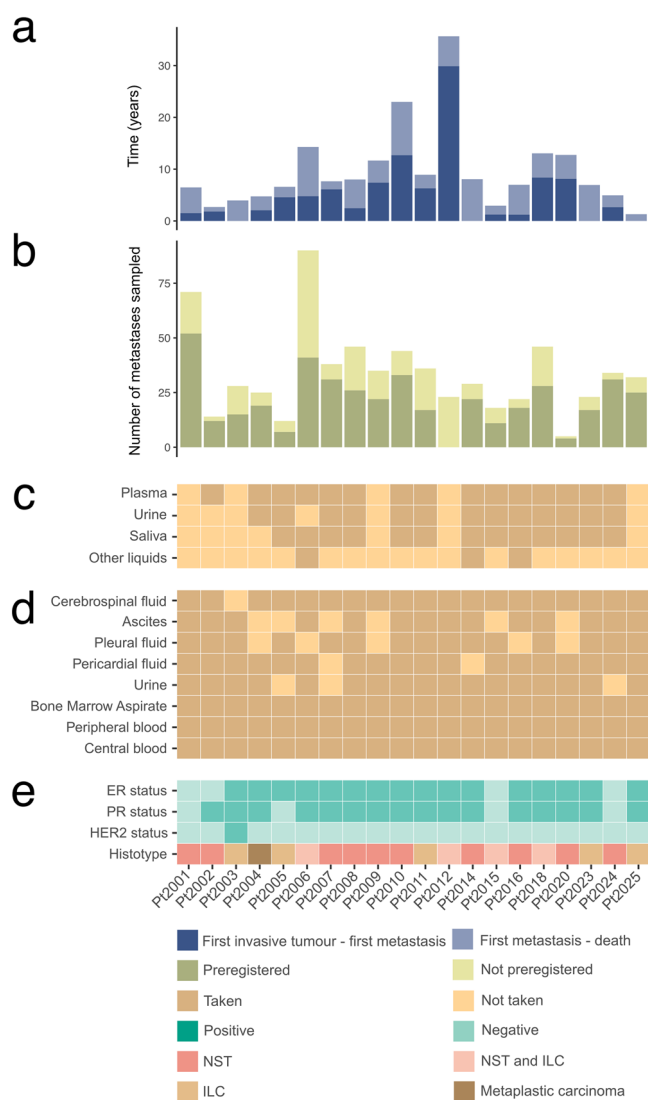 a
Time (years)
30
20
10
0
b
Number of metastases sampled
75
50
25
0
c
Plasma
Urine
Saliva
Other liquids
d
Cerebrospinal fluid
Ascites
Pleural fluid
Pericardial fluid
Urine
Bone Marrow Aspirate
Peripheral blood
Central blood
e
ER status
PR status
HER2 status
Histotype
Pt2001 Pt2002 Pt2003 Pt2004 Pt2005 Pt2006 Pt2007 Pt2008 Pt2009 Pt2010 Pt2011 Pt2012 Pt2014 Pt2015 Pt2016 Pt2018 Pt2020 Pt2023 Pt2024 Pt2025
First invasive tumour - first metastasis First metastasis - death
Preregistered Not preregistered
Taken Not taken
Positive Negative
NST NST and ILC
ILC Metaplastic carcinoma